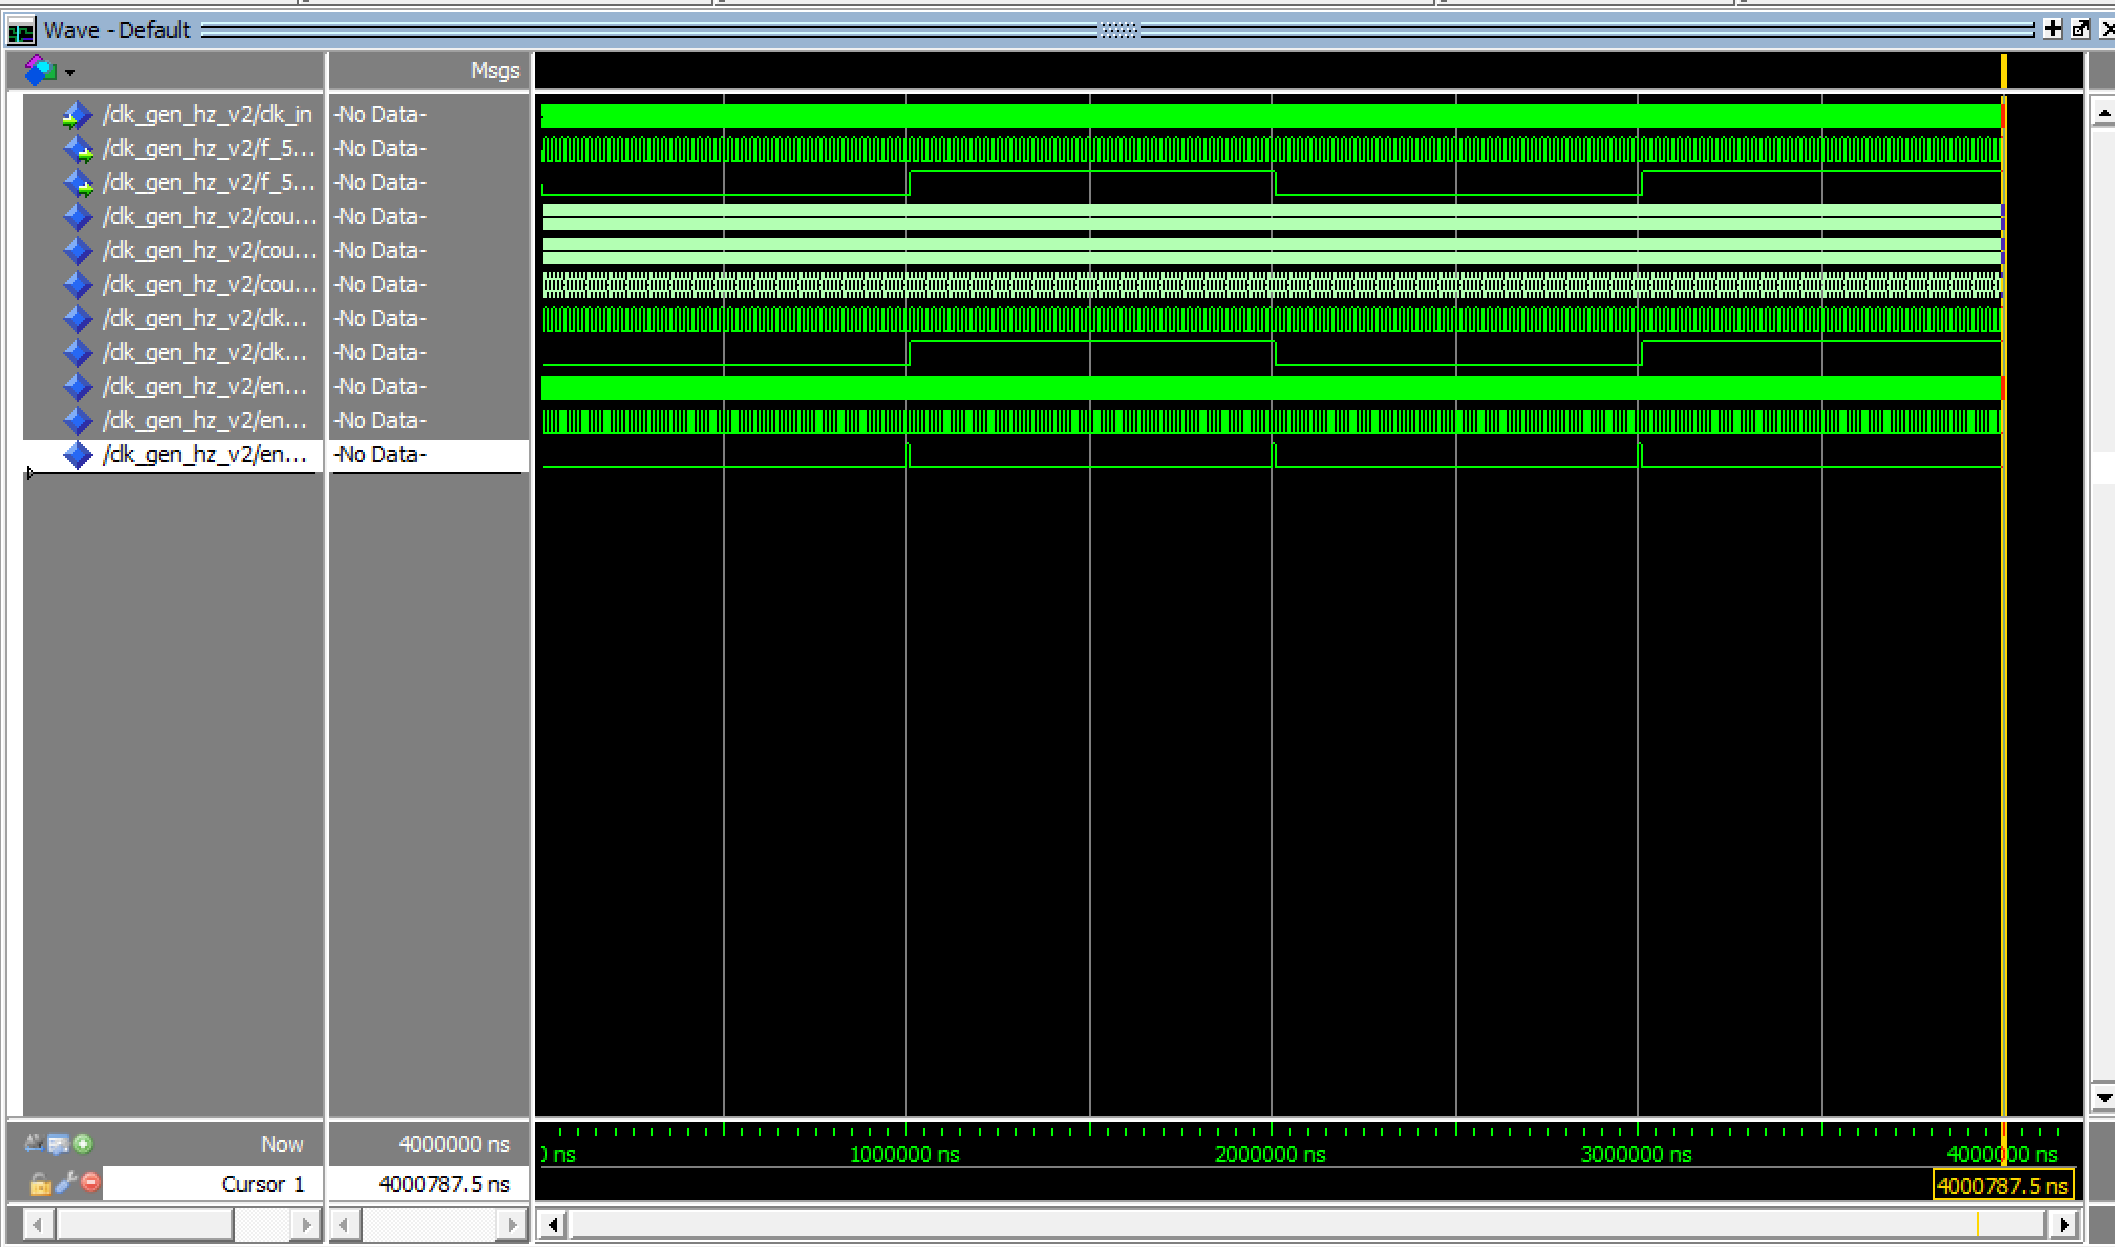 Wave - Default
Msgs
/clk_gen_hz_v2/clk_in -No Data-
/clk_gen_hz_v2/f_5... -No Data-
/clk_gen_hz_v2/f_5... -No Data-
/clk_gen_hz_v2/cou... -No Data-
/clk_gen_hz_v2/cou... -No Data-
/clk_gen_hz_v2/cou... -No Data-
/clk_gen_hz_v2/clk... -No Data-
/clk_gen_hz_v2/clk... -No Data-
/clk_gen_hz_v2/en... -No Data-
/clk_gen_hz_v2/en... -No Data-
/clk_gen_hz_v2/en... -No Data-
Now 4000000 ns ns 1000000 ns 2000000 ns 3000000 ns 4000000 ns
Cursor 1 4000787.5 ns 4000787.5 ns